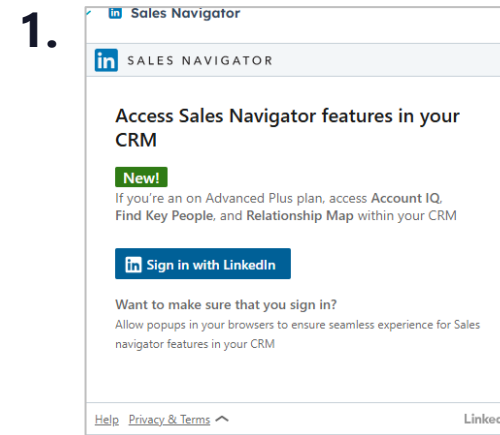 1.
in Sales Navigator
in SALES NAVIGATOR
Access Sales Navigator features in your
CRM
New!
If you're an on Advanced Plus plan, access Account IQ,
Find Key People, and Relationship Map within your CRM
in Sign in with LinkedIn
Want to make sure that you sign in?
Allow popups in your browsers to ensure seamless experience for Sales
navigator features in your CRM
Help Privacy & Terms